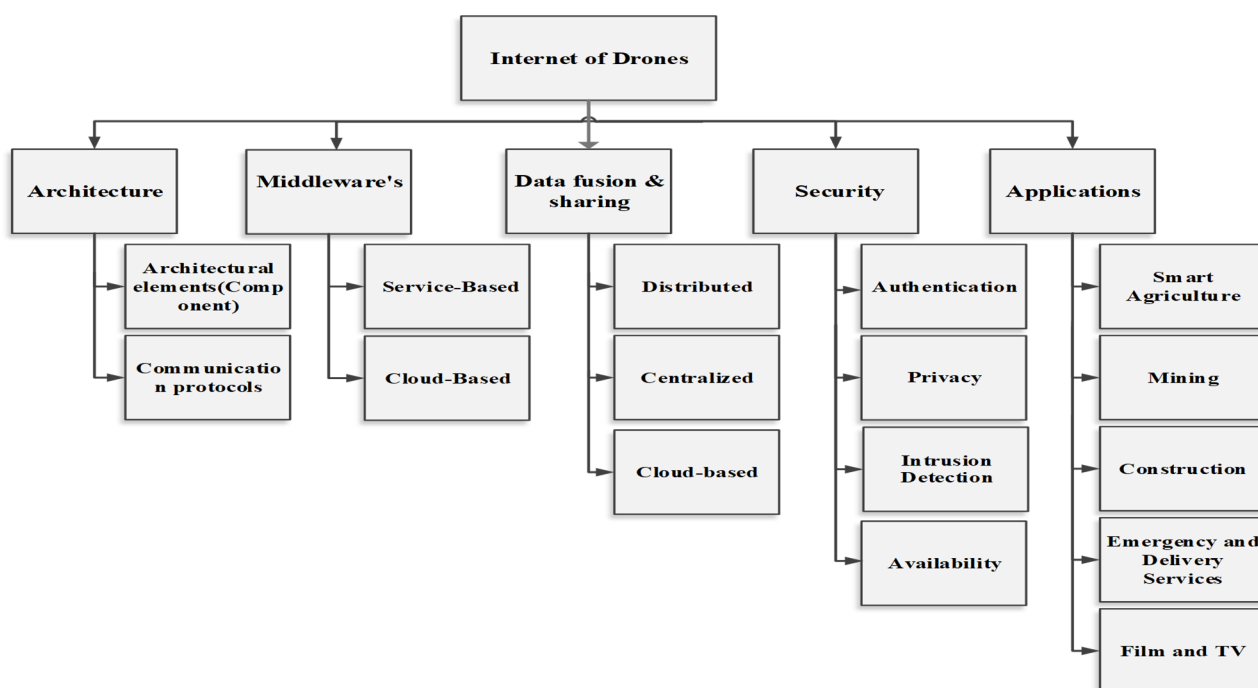 Internet of Drones
Architecture
Middleware's
Data fusion &
sharing
Security
Applications
Architectural
elements(Comp
onent)
Communicatio
n protocols
Service-Based
Cloud-Based
Distributed
Centralized
Cloud-based
Authentication
Privacy
Intrusion
Detection
Availability
Smart
Agriculture
Mining
Construction
Emergency and
Delivery
Services
Film and TV